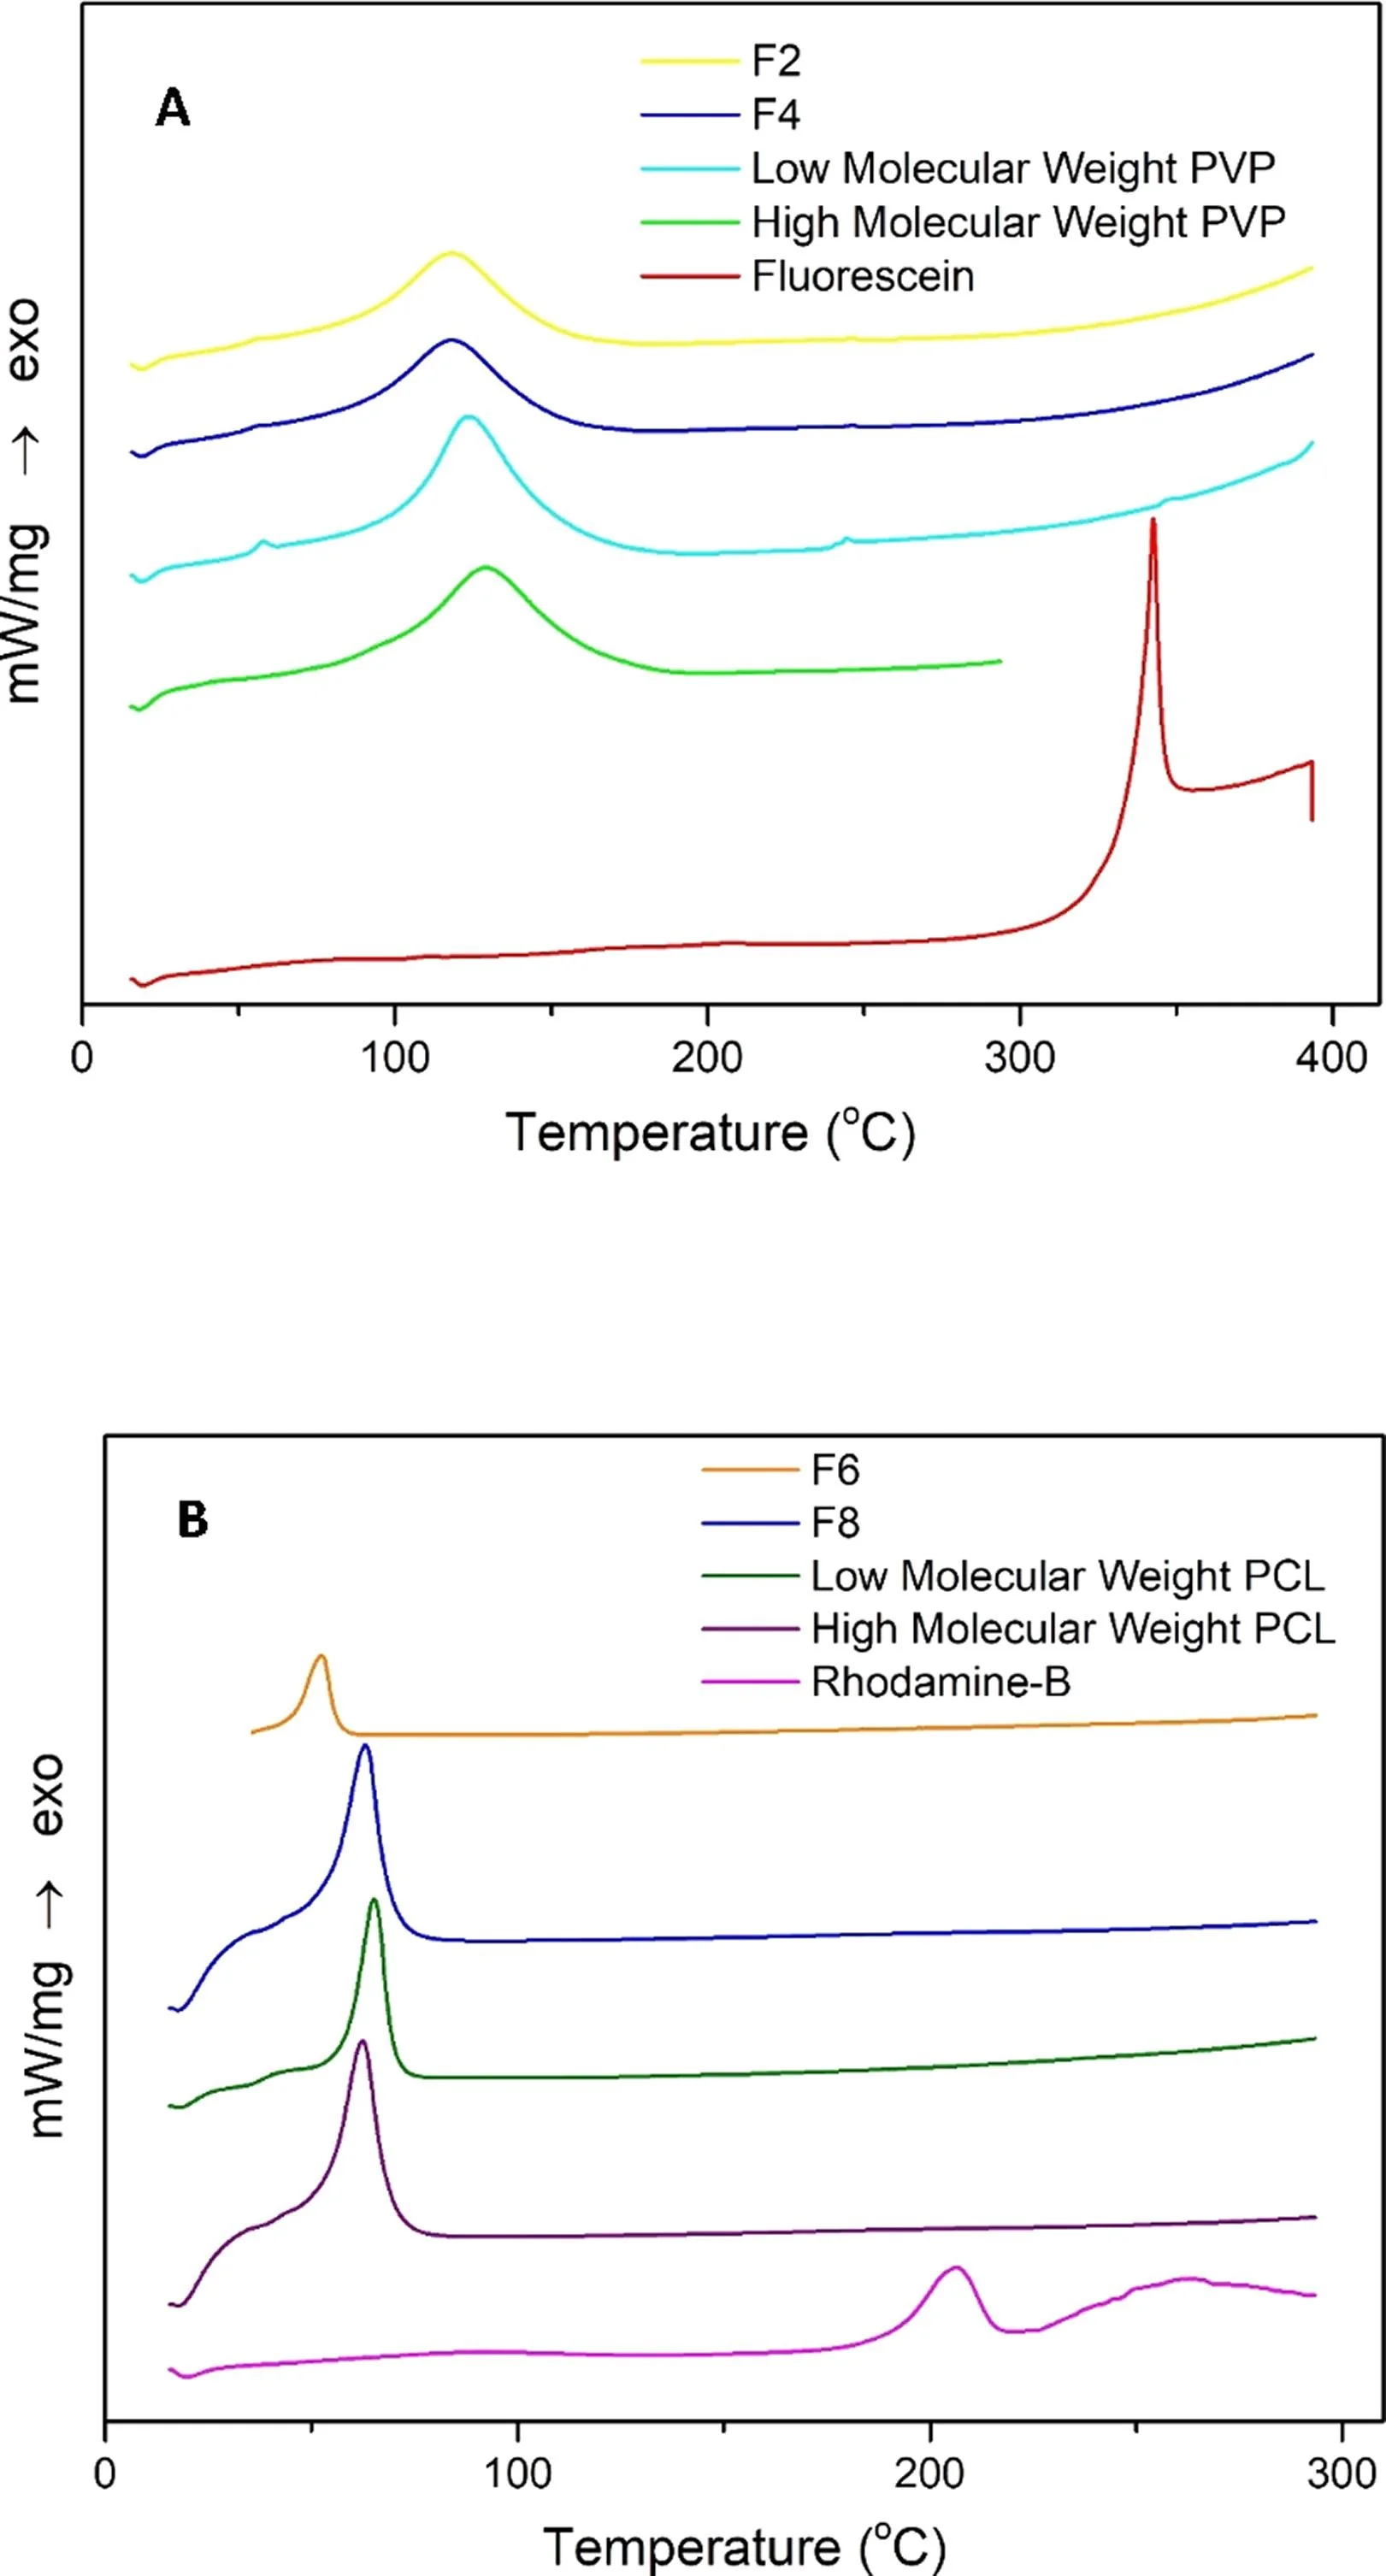 A
F2
F4
Low Molecular Weight PVP
High Molecular Weight PVP
Fluorescein
mW/mg → exo
0 100 200 300 400
Temperature (°C)
B
F6
F8
Low Molecular Weight PCL
High Molecular Weight PCL
Rhodamine-B
mW/mg → exo
0 100 200 300
Temperature (°C)